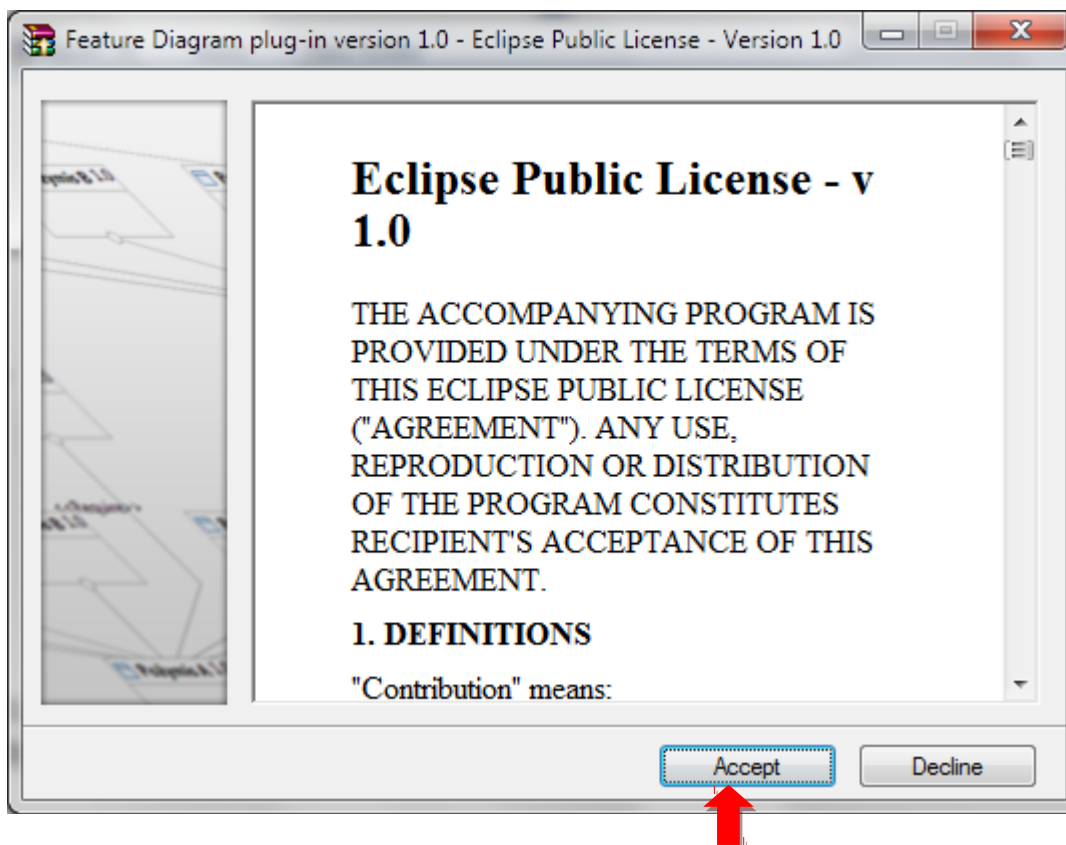 Feature Diagram plug-in version 1.0 - Eclipse Public License - Version 1.0
Eclipse Public License - v
1.0
THE ACCOMPANYING PROGRAM IS
PROVIDED UNDER THE TERMS OF
THIS ECLIPSE PUBLIC LICENSE
("AGREEMENT"). ANY USE,
REPRODUCTION OR DISTRIBUTION
OF THE PROGRAM CONSTITUTES
RECIPIENT'S ACCEPTANCE OF THIS
AGREEMENT.
1. DEFINITIONS
"Contribution" means:
Accept
Decline